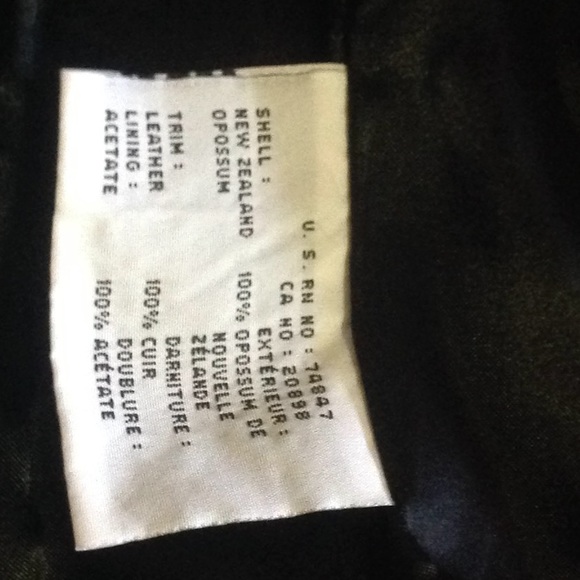 U. S. RN NO : 74847
CA NO : 20898
SHELL :
NEW ZEALAND
OPOSSUM
TRIM :
LEATHER
LINING :
ACETATE
EXTÉRIEUR :
100% OPOSSUM DE
NOUVELLE
ZÉLANDE
DARNITURE :
100% CUIR
DOUBLURE :
100% ACÉTATE